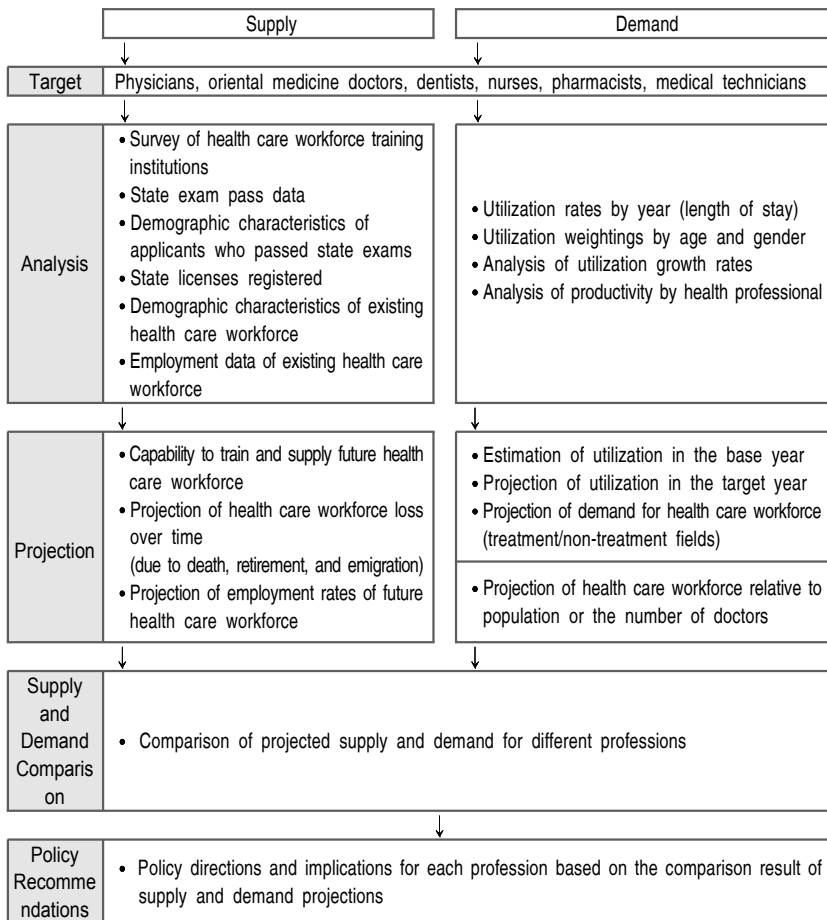 Supply
Demand
Target
Physicians, oriental medicine doctors, dentists, nurses, pharmacists, medical technicians
Analysis
• Survey of health care workforce training
institutions
• State exam pass data
• Demographic characteristics of
applicants who passed state exams
• State licenses registered
• Demographic characteristics of existing
health care workforce
• Employment data of existing health care
workforce
• Utilization rates by year (length of stay)
• Utilization weightings by age and gender
• Analysis of utilization growth rates
• Analysis of productivity by health professional
Projection
• Capability to train and supply future health
care workforce
• Projection of health care workforce loss
over time
(due to death, retirement, and emigration)
• Projection of employment rates of future
health care workforce
• Estimation of utilization in the base year
• Projection of utilization in the target year
• Projection of demand for health care workforce
(treatment/non-treatment fields)
• Projection of health care workforce relative to
population or the number of doctors
Supply
and
Demand
Comparis
on
• Comparison of projected supply and demand for different professions
Policy
Recomme
ndations
• Policy directions and implications for each profession based on the comparison result of
supply and demand projections